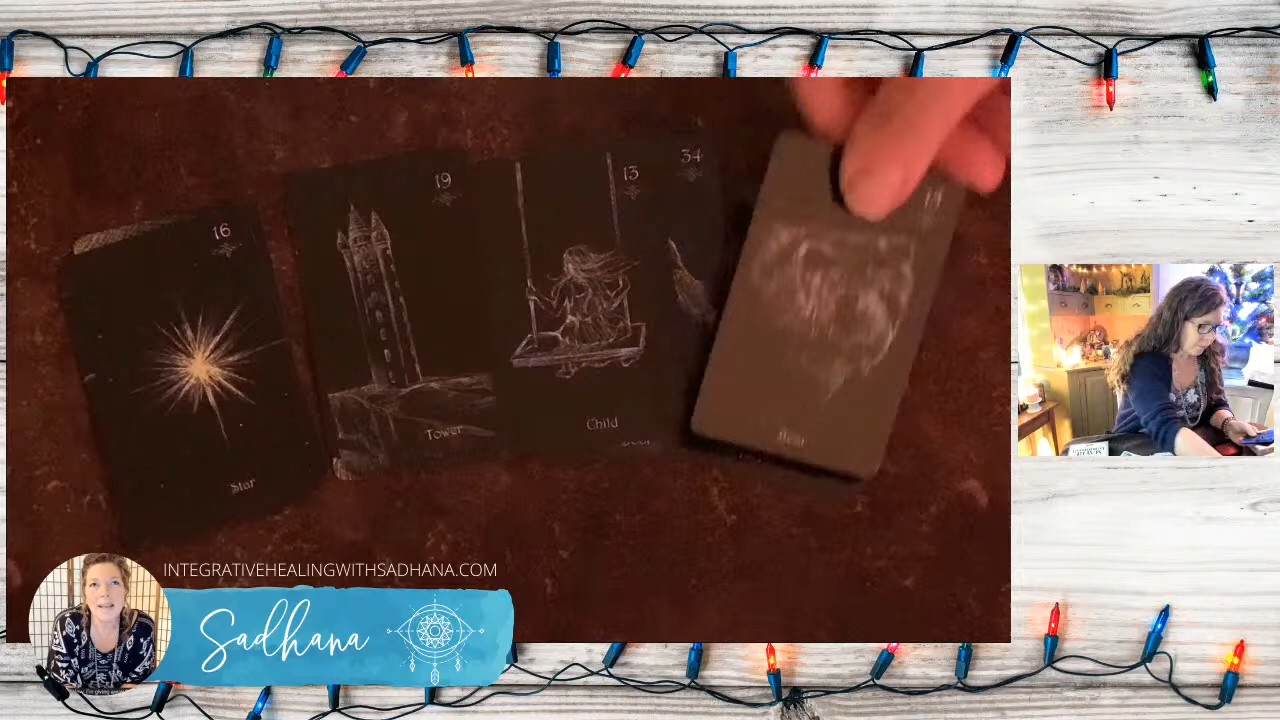 16
Star
19
Tower
13
Child
34
INTEGRATIVEHEALINGWITHSADHANA.COM
Sadhana